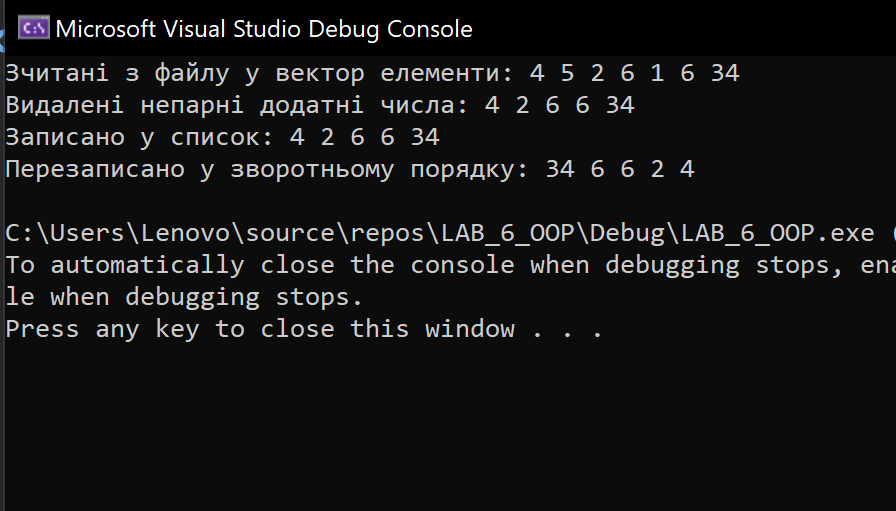 Microsoft Visual Studio Debug Console
Зчитані з файлу у вектор елементи: 4 5 2 6 1 6 34
Видалені непарні додатні числа: 4 2 6 6 34
Записано у список: 4 2 6 6 34
Перезаписано у зворотньому порядку: 34 6 6 2 4
C:\Users\Lenovo\source\repos\LAB_6_OOP\Debug\LAB_6_OOP.exe (
To automatically close the console when debugging stops, ena
le when debugging stops.
Press any key to close this window . . .